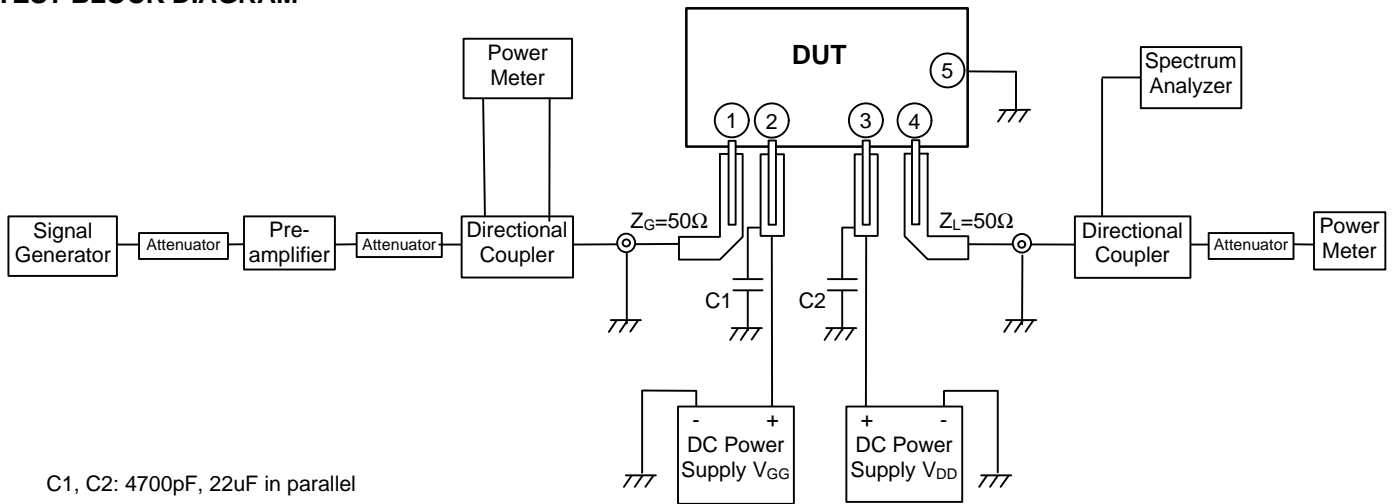 TEST BLOCK DIAGRAM
Power
Meter
DUT
5
Spectrum
Analyzer
1
2
3
4
Signal
Generator
Attenuator
Pre-
amplifier
Attenuator
Directional
Coupler
ZG=50Ω
ZL=50Ω
Directional
Coupler
Attenuator
Power
Meter
C1
C2
- +
DC Power
Supply VGG
+ -
DC Power
Supply VDD
C1, C2: 4700pF, 22uF in parallel